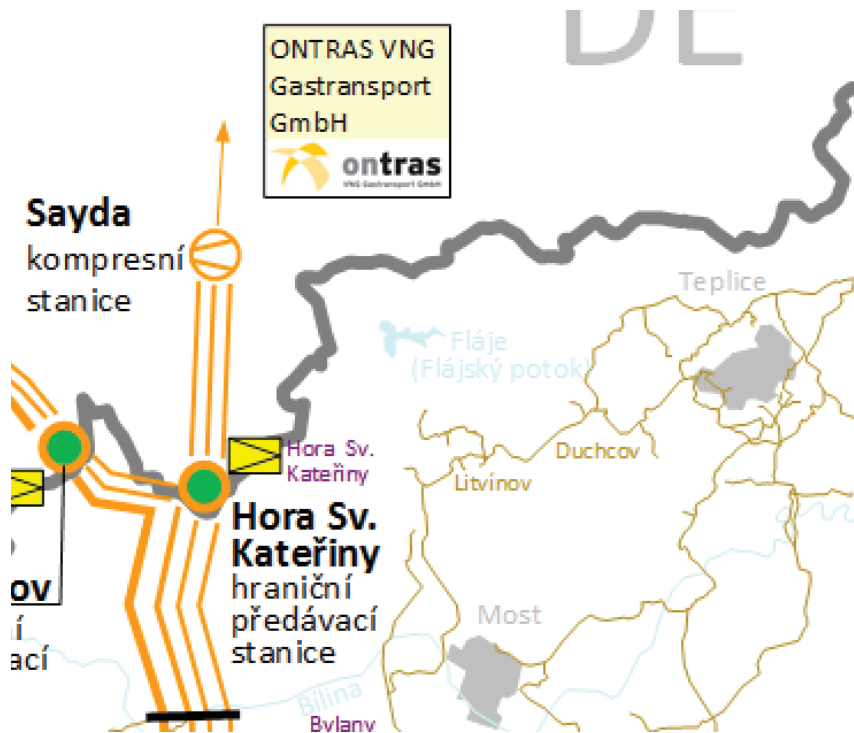 DE
ONTRAS VNG
Gastransport
GmbH
ontras
VNG Gastransport GmbH
Sayda
kompresní
stanice
Teplice
Fláje
(Flájský potok)
Hora Sv.
Kateřiny
Duchcov
Litvínov
Hora Sv.
Kateřiny
hraniční
předávací
stanice
ov
í
ací
Most
Bílina
Bylany